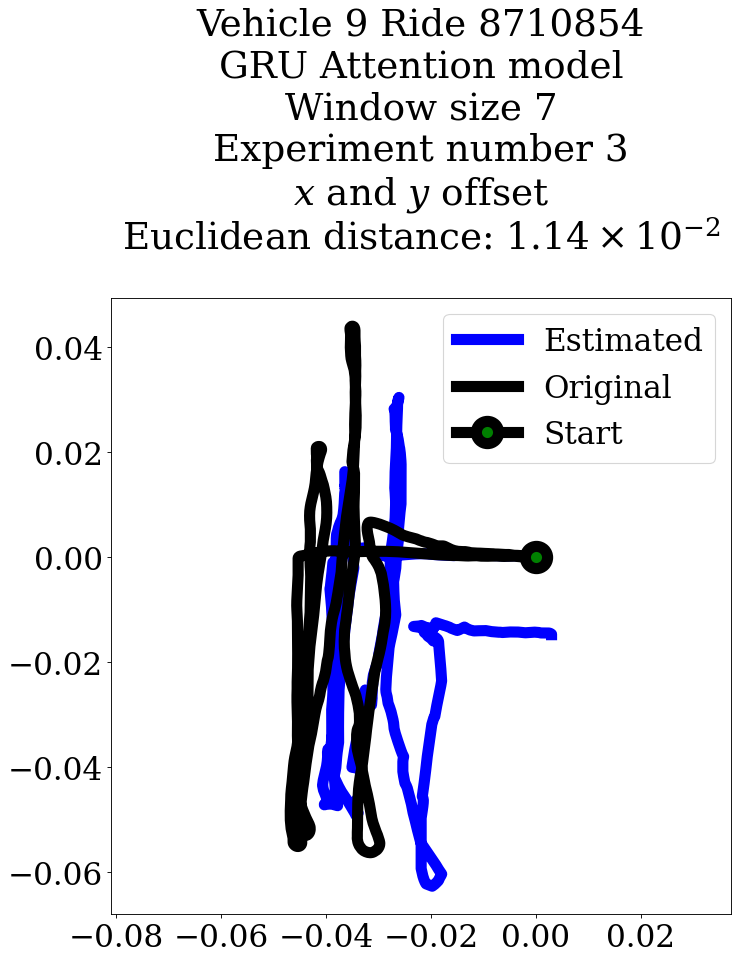 Vehicle 9 Ride 8710854
GRU Attention model
Window size 7
Experiment number 3
x and y offset
Euclidean distance: 1.14 × 10⁻²
Estimated
Original
Start
0.04
0.02
0.00
−0.02
−0.04
−0.06
−0.08 −0.06 −0.04 −0.02 0.00 0.02